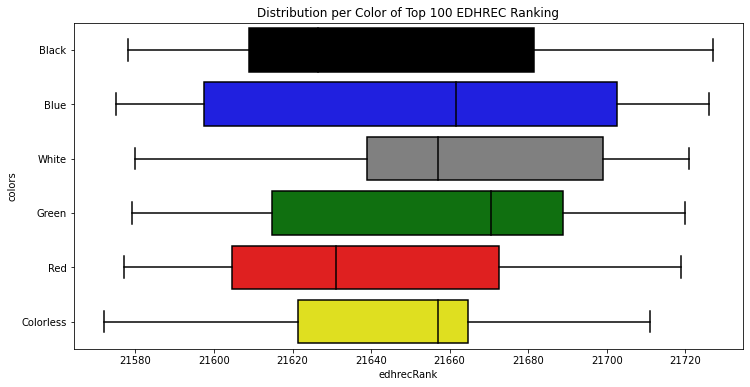 Distribution per Color of Top 100 EDHREC Ranking
colors
Black
Blue
White
Green
Red
Colorless
21580 21600 21620 21640 21660 21680 21700 21720
edhrecRank